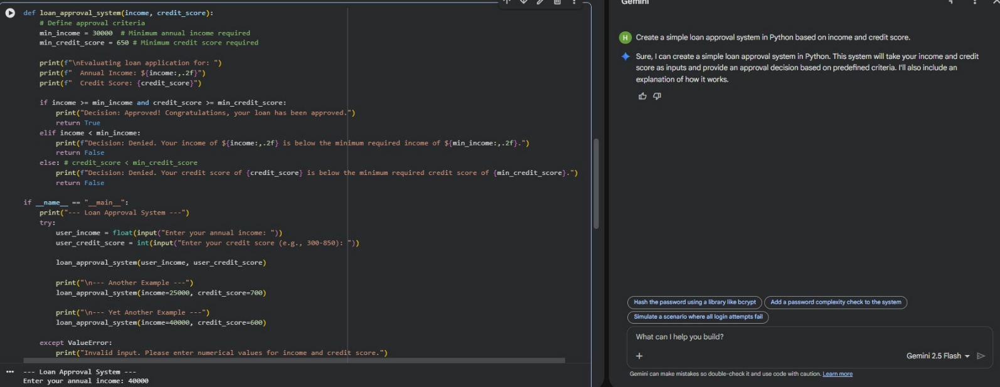 def loan_approval_system(income, credit_score):
    # Define approval criteria
    min_income = 30000  # Minimum annual income required
    min_credit_score = 650 # Minimum credit score required

    print(f"\nEvaluating loan application for: ")
    print(f"  Annual Income: ${income:,.2f}")
    print(f"  Credit Score: {credit_score}")

    if income >= min_income and credit_score >= min_credit_score:
        print("Decision: Approved! Congratulations, your loan has been approved.")
        return True
    elif income < min_income:
        print(f"Decision: Denied. Your income of ${income:,.2f} is below the minimum required income of ${min_income:,.2f}.")
        return False
    else: # credit_score < min_credit_score
        print(f"Decision: Denied. Your credit score of {credit_score} is below the minimum required credit score of {min_credit_score}.")
        return False

if __name__ == "__main__":
    print("--- Loan Approval System ---")
    try:
        user_income = float(input("Enter your annual income: "))
        user_credit_score = int(input("Enter your credit score (e.g., 300-850): "))

        loan_approval_system(user_income, user_credit_score)

        print("\n--- Another Example ---")
        loan_approval_system(income=25000, credit_score=700)

        print("\n--- Yet Another Example ---")
        loan_approval_system(income=40000, credit_score=600)

    except ValueError:
        print("Invalid input. Please enter numerical values for income and credit score.")
--- Loan Approval System ---
Enter your annual income: 40000
Gemini
H
Create a simple loan approval system in Python based on income and credit score.
Sure, I can create a simple loan approval system in Python. This system will take your income and credit
score as inputs and provide an approval decision based on predefined criteria. I'll also include an
explanation of how it works.
Hash the password using a library like bcrypt
Add a password complexity check to the system
Simulate a scenario where all login attempts fail
What can I help you build?
Gemini 2.5 Flash
Gemini can make mistakes so double-check it and use code with caution. Learn more